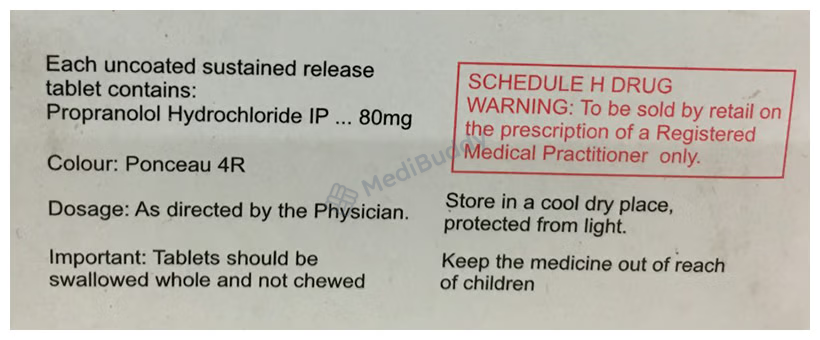 Each uncoated sustained release
tablet contains:
Propranolol Hydrochloride IP ... 80mg
Colour: Ponceau 4R
Dosage: As directed by the Physician.
Important: Tablets should be
swallowed whole and not chewed
SCHEDULE H DRUG
WARNING: To be sold by retail on
the prescription of a Registered
Medical Practitioner only.
Store in a cool dry place,
protected from light.
Keep the medicine out of reach
of children
MediBuddy